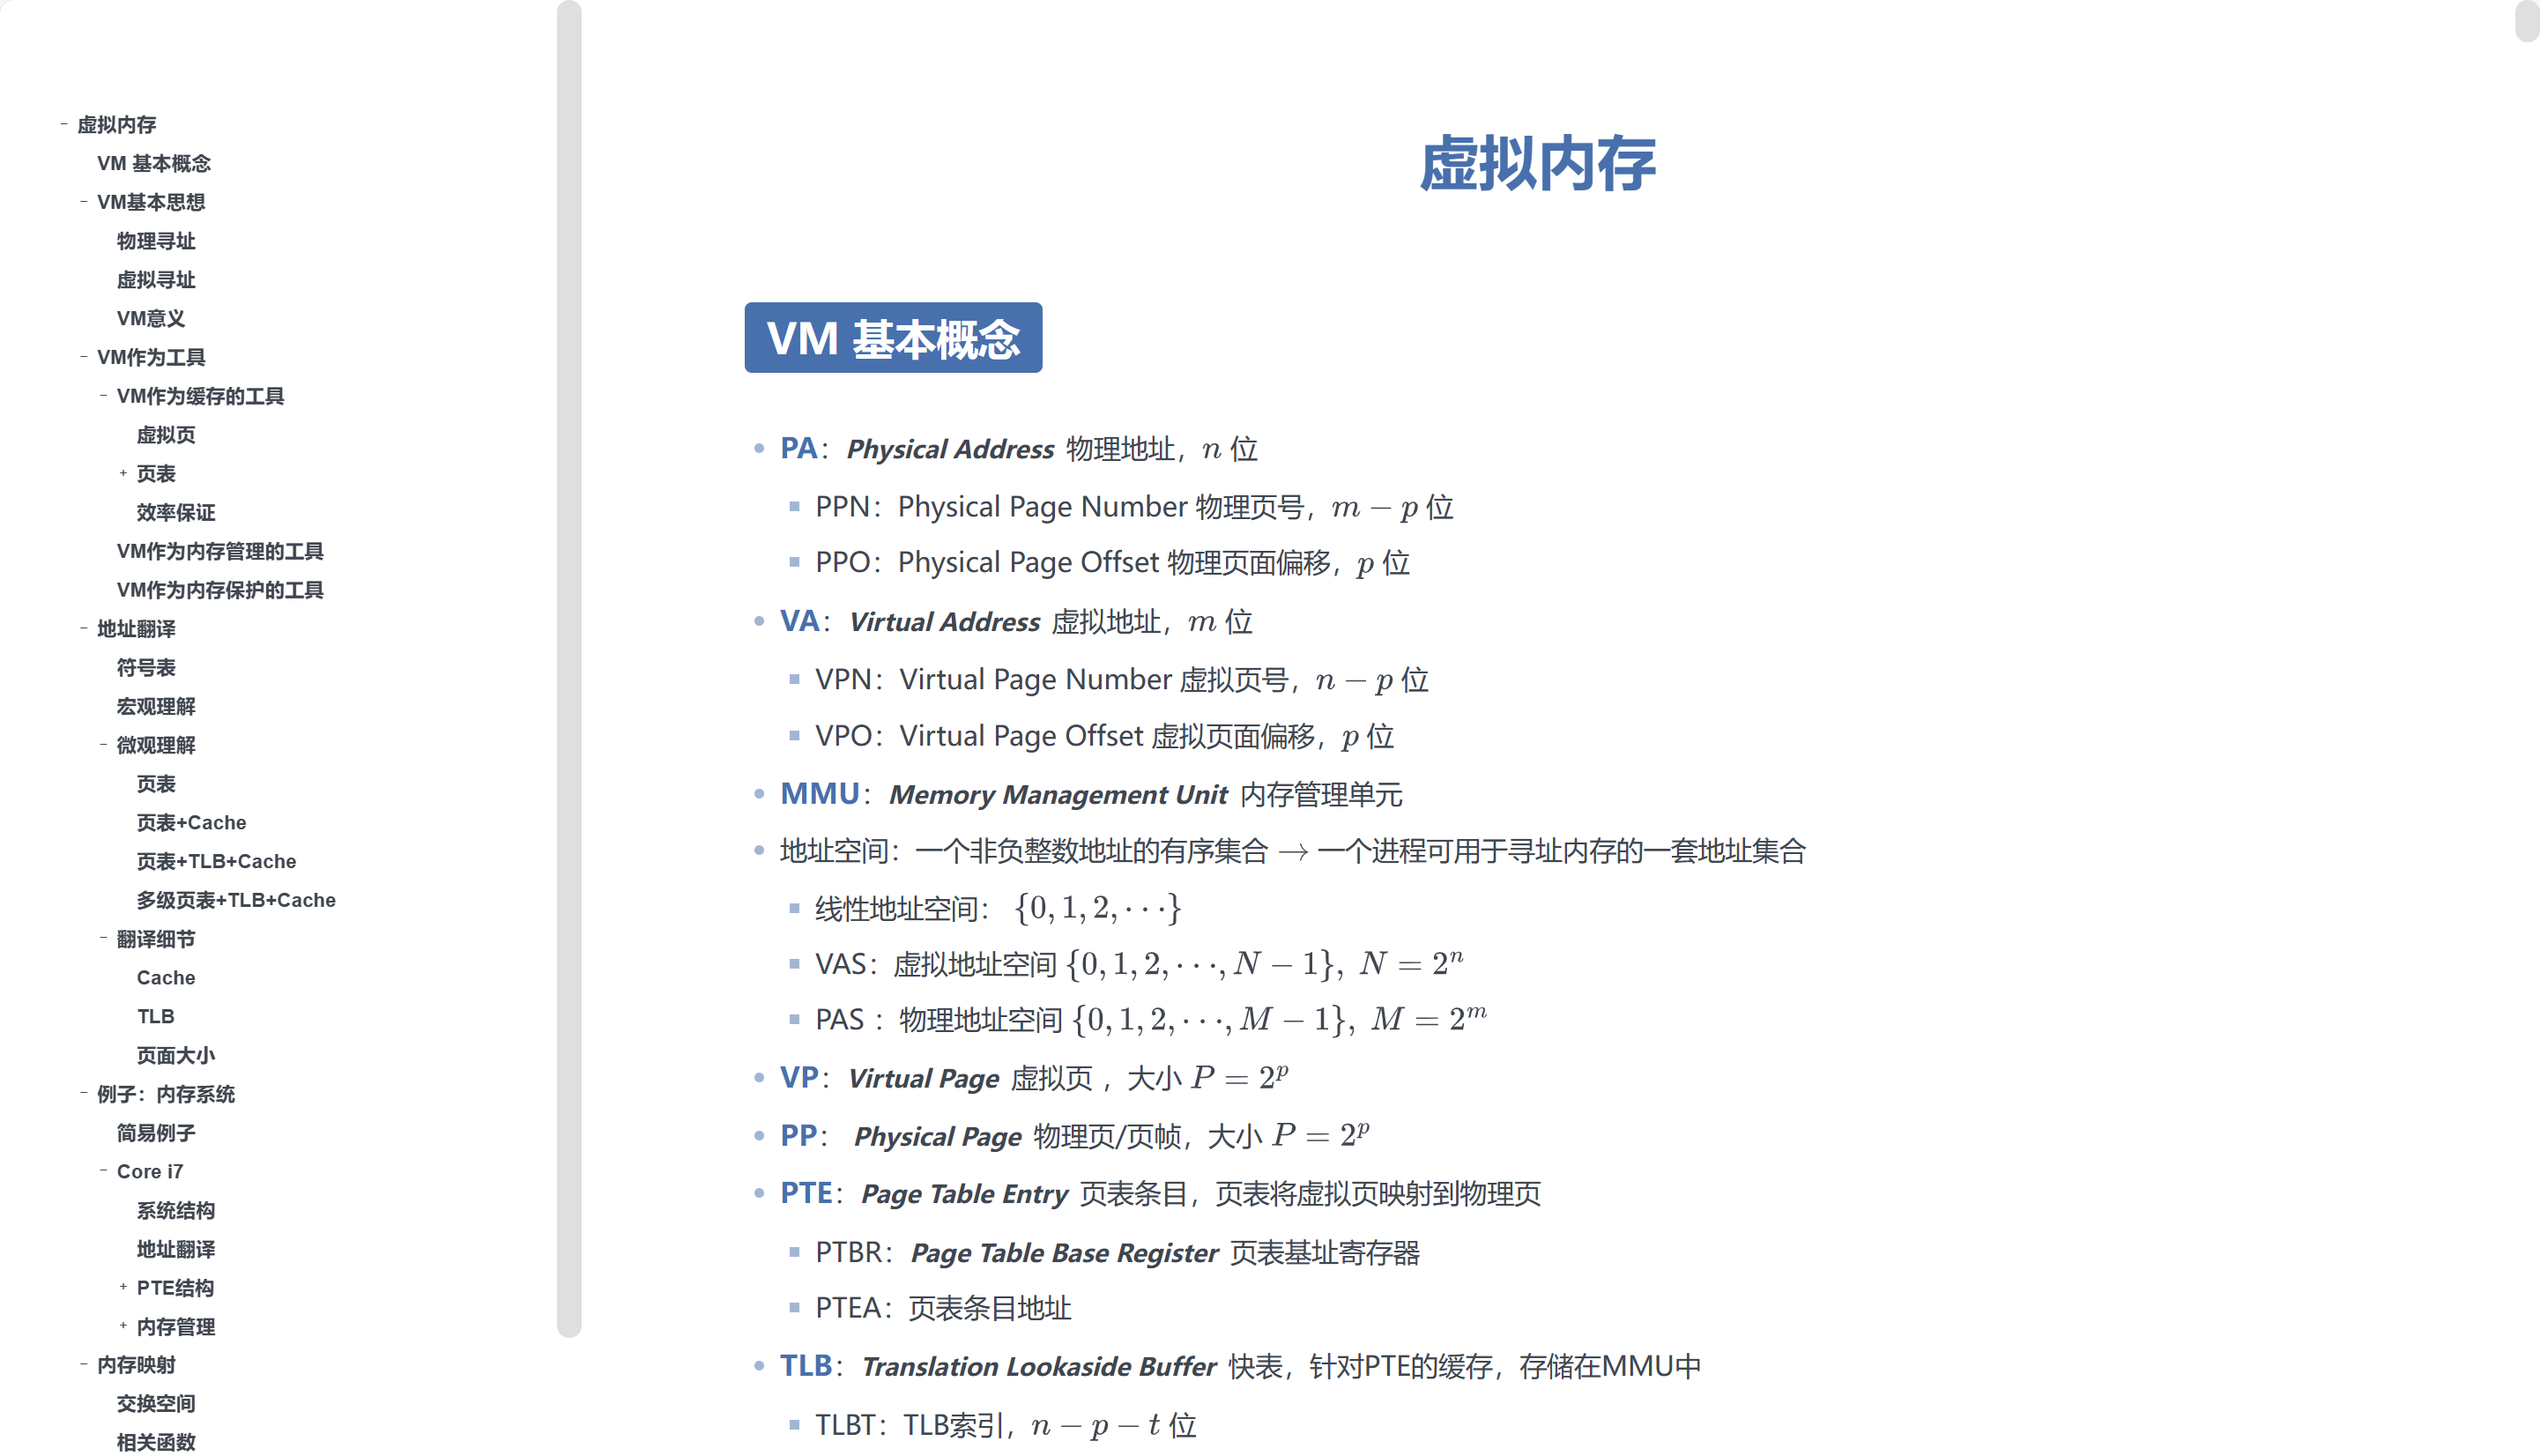 虚拟内存
VM 基本概念
VM基本思想
物理寻址
虚拟寻址
VM意义
VM作为工具
VM作为缓存的工具
虚拟页
页表
效率保证
VM作为内存管理的工具
VM作为内存保护的工具
地址翻译
符号表
宏观理解
微观理解
页表
页表+Cache
页表+TLB+Cache
多级页表+TLB+Cache
翻译细节
Cache
TLB
页面大小
例子：内存系统
简易例子
Core i7
系统结构
地址翻译
PTE结构
内存管理
内存映射
交换空间
相关函数
虚拟内存
VM 基本概念
PA：Physical Address 物理地址，n 位
PPN：Physical Page Number 物理页号，m − p 位
PPO：Physical Page Offset 物理页面偏移，p 位
VA：Virtual Address 虚拟地址，m 位
VPN：Virtual Page Number 虚拟页号，n − p 位
VPO：Virtual Page Offset 虚拟页面偏移，p 位
MMU：Memory Management Unit 内存管理单元
地址空间：一个非负整数地址的有序集合 → 一个进程可用于寻址内存的一套地址集合
线性地址空间： {0, 1, 2, ⋯}
VAS：虚拟地址空间 {0, 1, 2, ⋯, N − 1}, N = 2^n
PAS ：物理地址空间 {0, 1, 2, ⋯, M − 1}, M = 2^m
VP：Virtual Page 虚拟页 ，大小 P = 2^p
PP： Physical Page 物理页/页帧，大小 P = 2^p
PTE：Page Table Entry 页表条目，页表将虚拟页映射到物理页
PTBR：Page Table Base Register 页表基址寄存器
PTEA：页表条目地址
TLB：Translation Lookaside Buffer 快表，针对PTE的缓存，存储在MMU中
TLBT：TLB索引，n − p − t 位